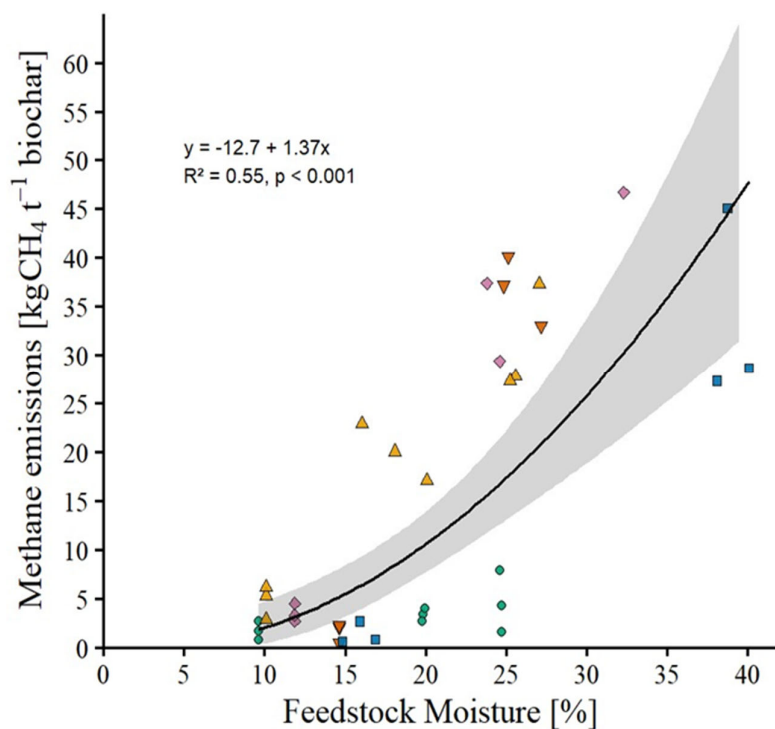 60
55
50
45
40
35
30
25
20
15
10
5
0
Methane emissions [kgCH₄ t⁻¹ biochar]
y = -12.7 + 1.37x
R² = 0.55, p < 0.001
0 5 10 15 20 25 30 35 40
Feedstock Moisture [%]